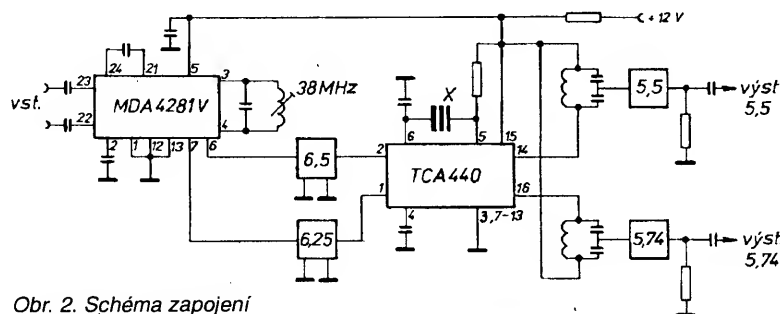 +12 V
24 21 5 3
23
MDA4281V
38MHz
vst.
22
4
2 1 12 13 7 6
X
6 5 15
5,5
výst
5,5
6,5
2
TCA440
14
1
16
6,25
4 3,7-13
5,74
výst
5,74
Obr. 2. Schéma zapojení